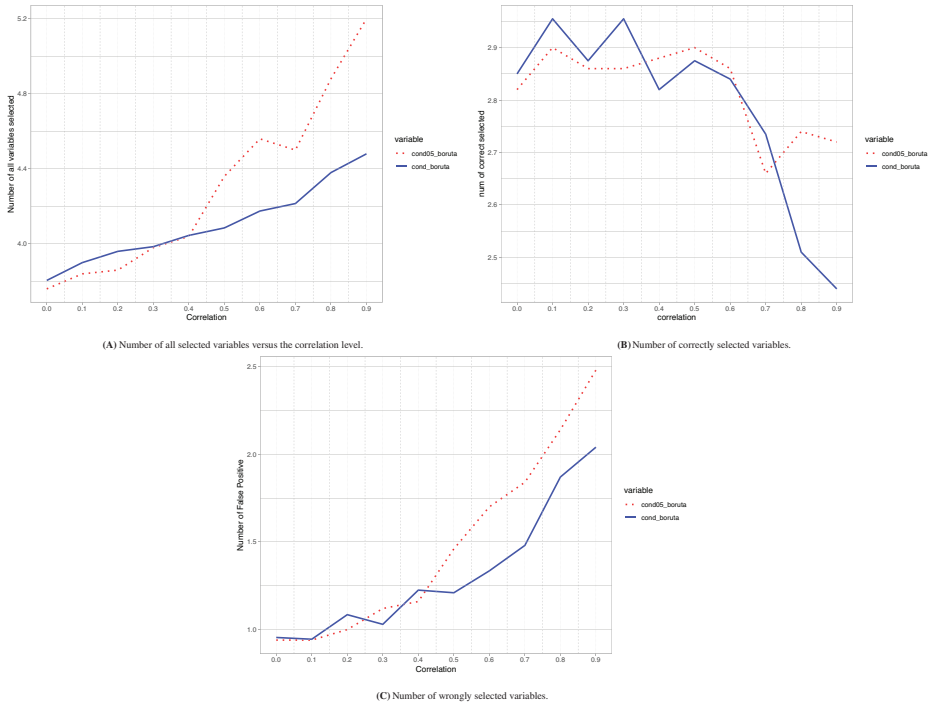 5.2
4.8
4.4
4.0
Number of all variables selected
0.0 0.1 0.2 0.3 0.4 0.5 0.6 0.7 0.8 0.9
Correlation
variable
cond05_boruta
cond_boruta
(A) Number of all selected variables versus the correlation level.
2.9
2.8
2.7
2.6
2.5
num of correct selected
0.0 0.1 0.2 0.3 0.4 0.5 0.6 0.7 0.8 0.9
correlation
variable
cond05_boruta
cond_boruta
(B) Number of correctly selected variables.
2.5
2.0
1.5
1.0
Number of False Positive
0.0 0.1 0.2 0.3 0.4 0.5 0.6 0.7 0.8 0.9
Correlation
variable
cond05_boruta
cond_boruta
(C) Number of wrongly selected variables.